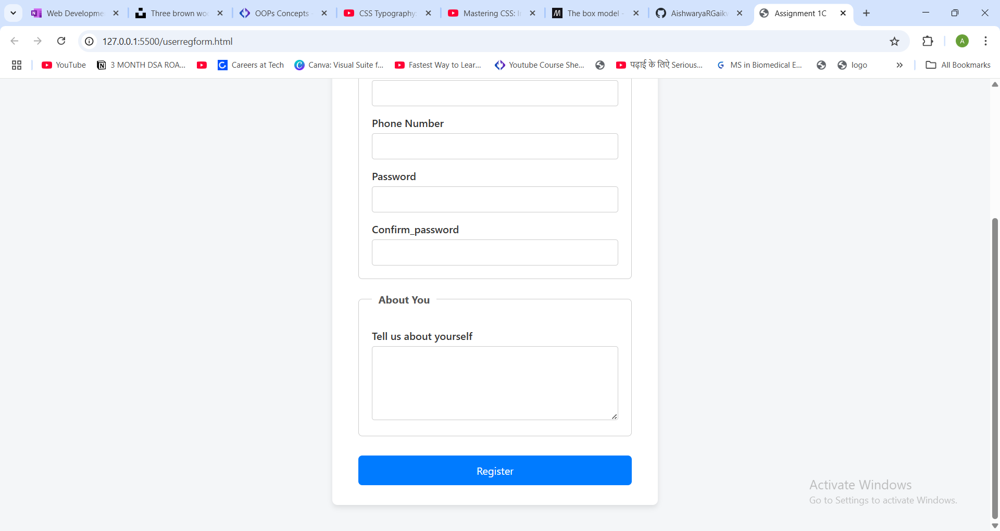 Web Developme
Three brown woo
OOPs Concepts -
CSS Typography:
Mastering CSS: I
The box model -
AishwaryaRGaikw
Assignment 1C
127.0.0.1:5500/userregform.html
A
YouTube
3 MONTH DSA ROA...
Careers at Tech
Canva: Visual Suite f...
Fastest Way to Lear...
Youtube Course She...
पढ़ाई के लिऐ Serious...
MS in Biomedical E...
logo
All Bookmarks
Phone Number
Password
Confirm_password
About You
Tell us about yourself
Register
Activate Windows
Go to Settings to activate Windows.